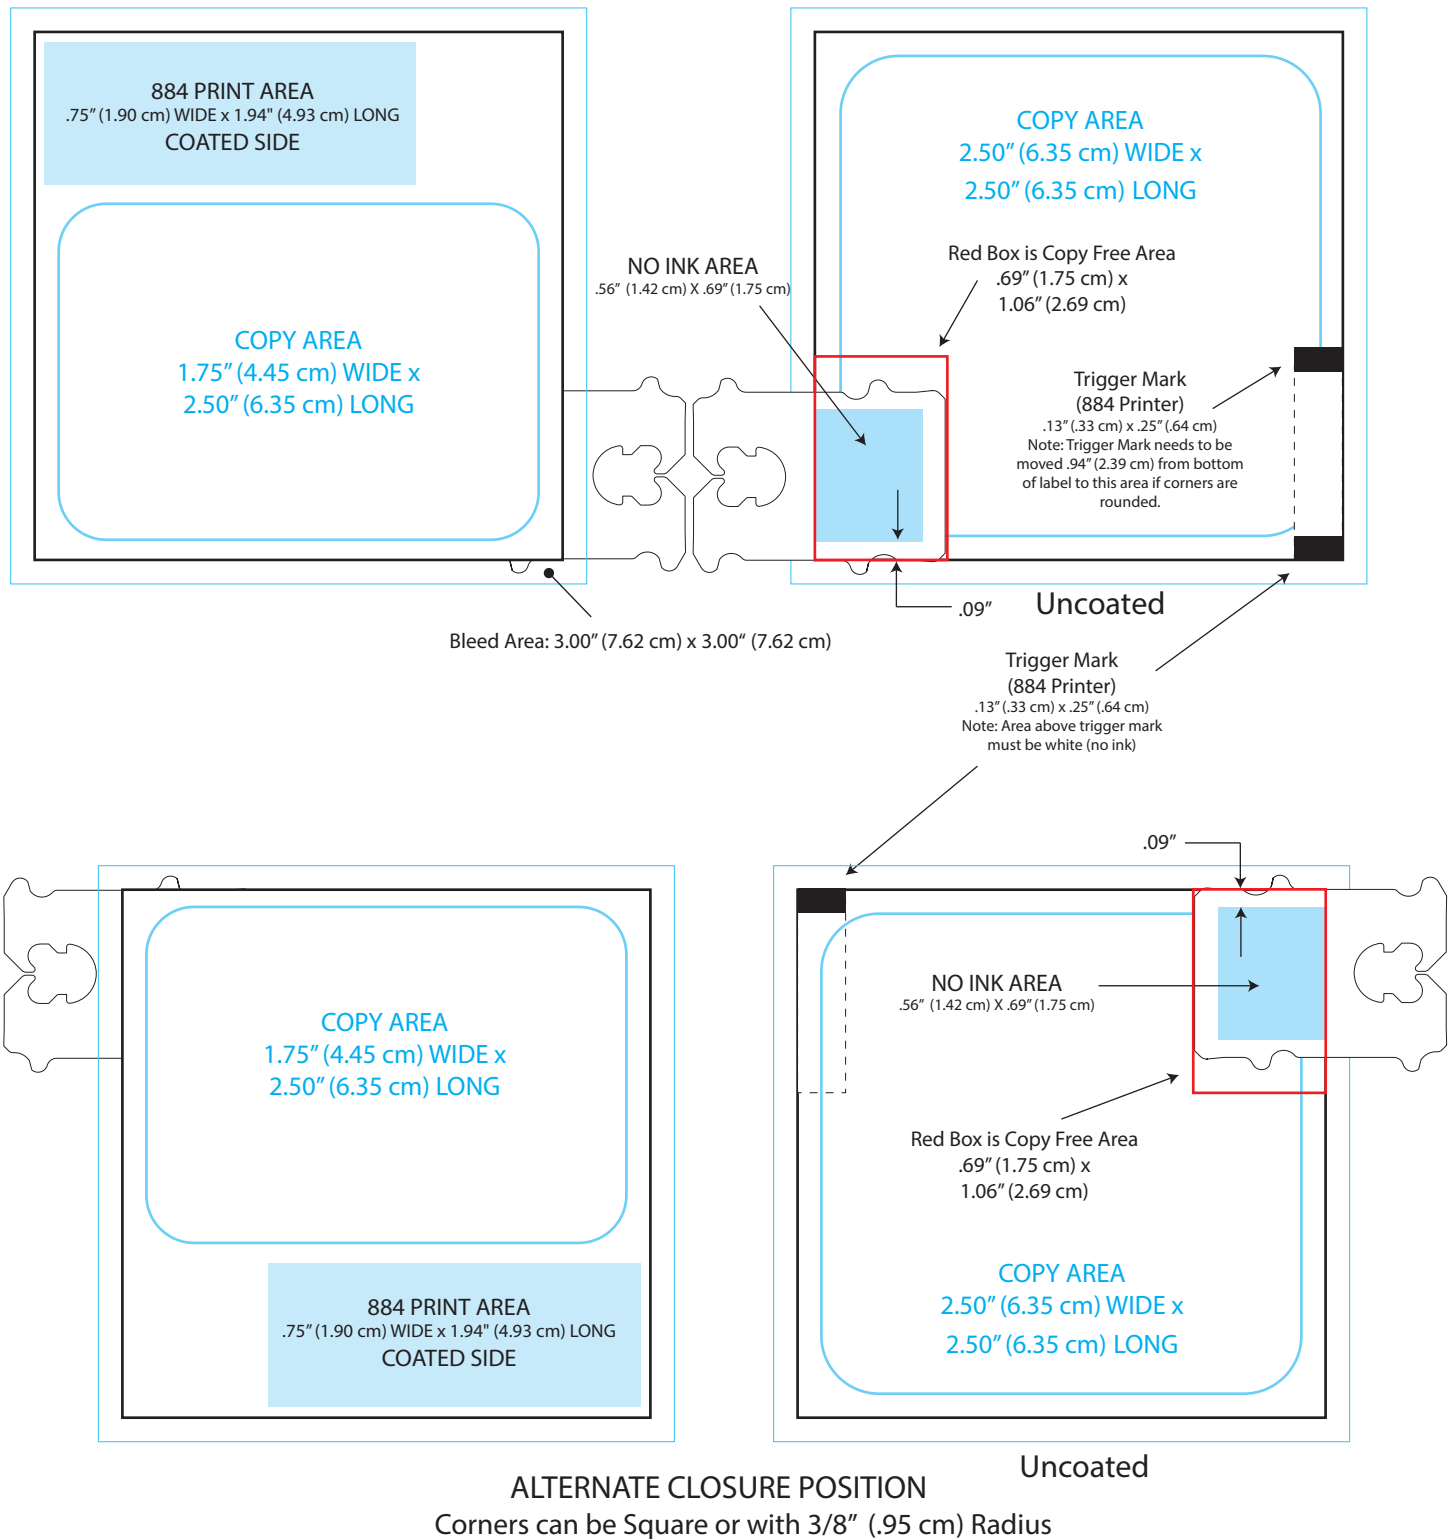 884 PRINT AREA
.75” (1.90 cm) WIDE x 1.94" (4.93 cm) LONG
COATED SIDE
COPY AREA
1.75” (4.45 cm) WIDE x
2.50” (6.35 cm) LONG
COPY AREA
2.50” (6.35 cm) WIDE x
2.50” (6.35 cm) LONG
NO INK AREA
.56” (1.42 cm) X .69” (1.75 cm)
Red Box is Copy Free Area
.69” (1.75 cm) x
1.06” (2.69 cm)
Trigger Mark
(884 Printer)
.13” (.33 cm) x .25” (.64 cm)
Note: Trigger Mark needs to be
moved .94” (2.39 cm) from bottom
of label to this area if corners are
rounded.
.09”
Uncoated
Bleed Area: 3.00” (7.62 cm) x 3.00“ (7.62 cm)
Trigger Mark
(884 Printer)
.13” (.33 cm) x .25” (.64 cm)
Note: Area above trigger mark
must be white (no ink)
COPY AREA
1.75” (4.45 cm) WIDE x
2.50” (6.35 cm) LONG
884 PRINT AREA
.75” (1.90 cm) WIDE x 1.94" (4.93 cm) LONG
COATED SIDE
.09”
NO INK AREA
.56” (1.42 cm) X .69” (1.75 cm)
Red Box is Copy Free Area
.69” (1.75 cm) x
1.06” (2.69 cm)
COPY AREA
2.50” (6.35 cm) WIDE x
2.50” (6.35 cm) LONG
Uncoated
ALTERNATE CLOSURE POSITION
Corners can be Square or with 3/8” (.95 cm) Radius